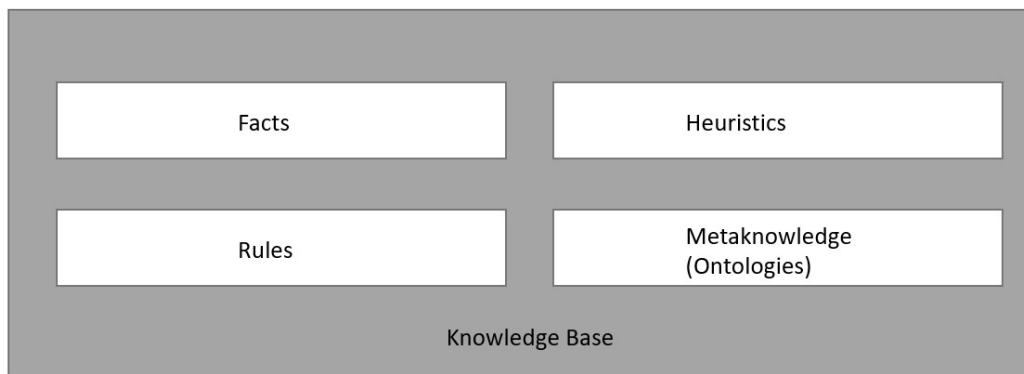 Facts
Heuristics
Rules
Metaknowledge
(Ontologies)
Knowledge Base